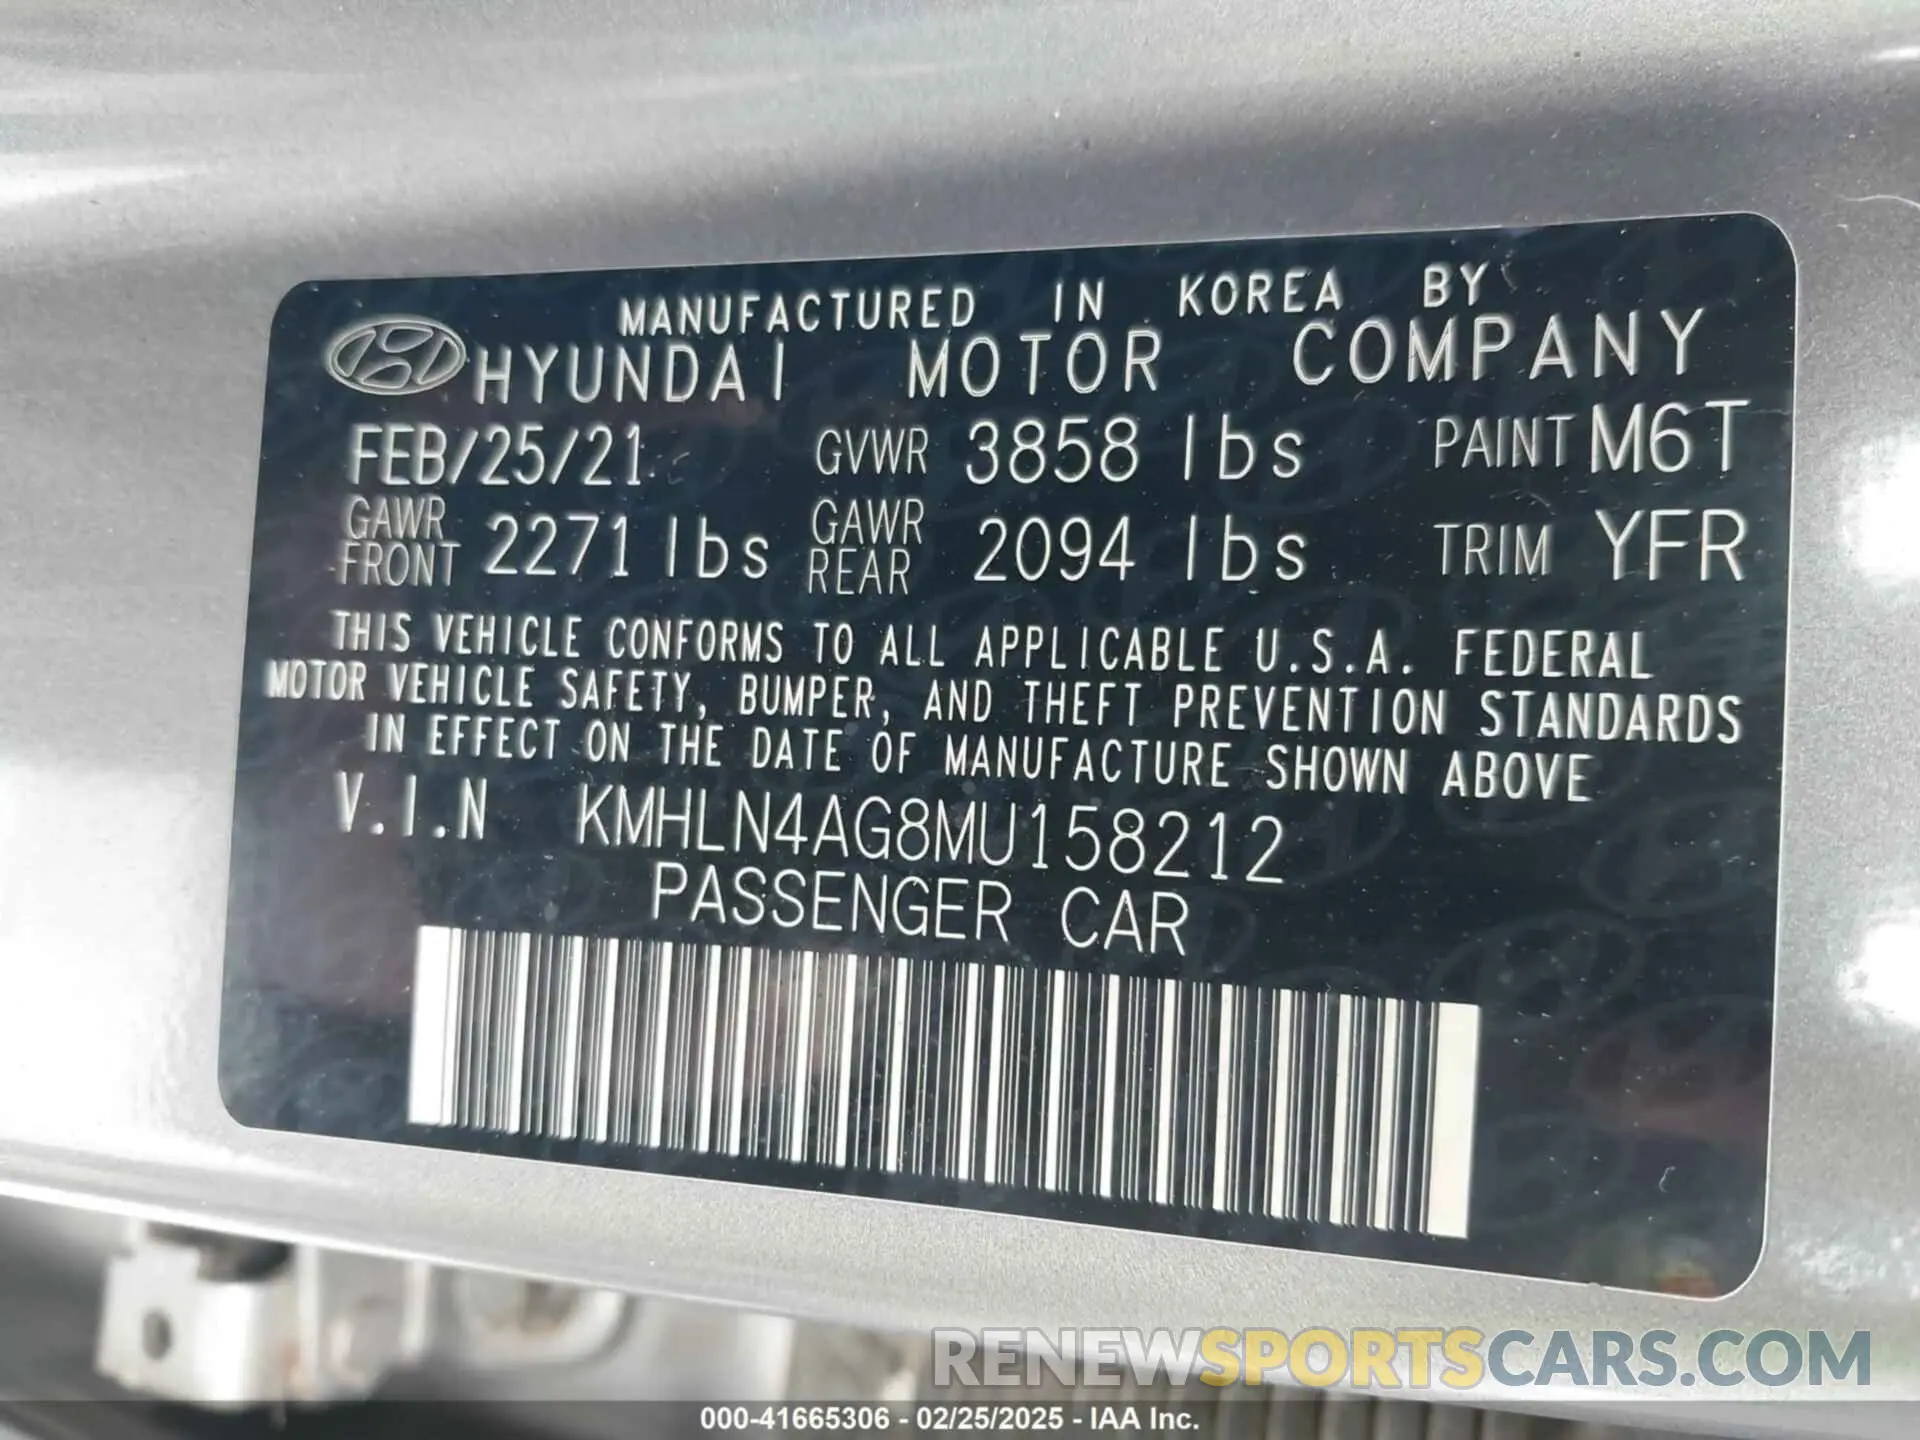 MANUFACTURED IN KOREA BY
HYUNDAI MOTOR COMPANY
FEB/25/21 GVWR 3858 lbs PAINT M6T
GAWR FRONT 2271 lbs GAWR REAR 2094 lbs TRIM YFR
THIS VEHICLE CONFORMS TO ALL APPLICABLE U.S.A. FEDERAL
MOTOR VEHICLE SAFETY, BUMPER, AND THEFT PREVENTION STANDARDS
IN EFFECT ON THE DATE OF MANUFACTURE SHOWN ABOVE
V.I.N KMHLN4AG8MU158212
PASSENGER CAR
RENEWSPORTSCARS.COM
000-41665306 - 02/25/2025 - IAA Inc.